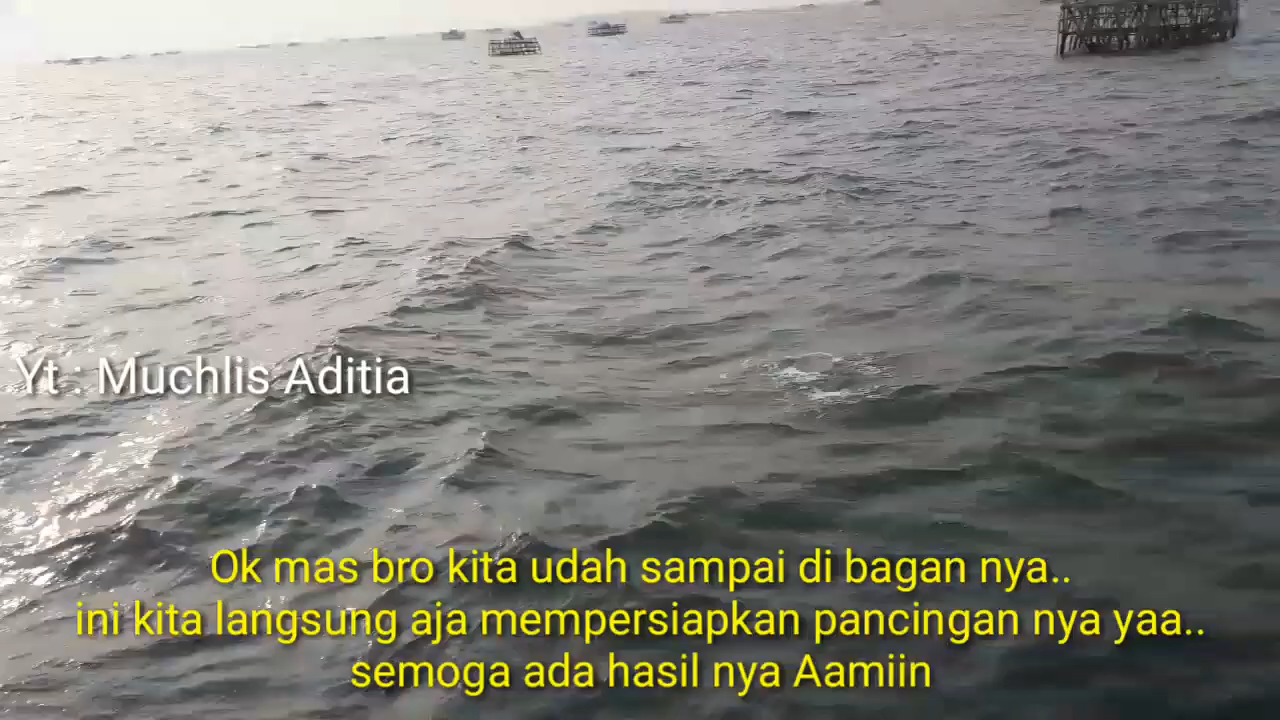 Yt : Muchlis Aditia
Ok mas bro kita udah sampai di bagan nya..
ini kita langsung aja mempersiapkan pancingan nya yaa..
semoga ada hasil nya Aamiin